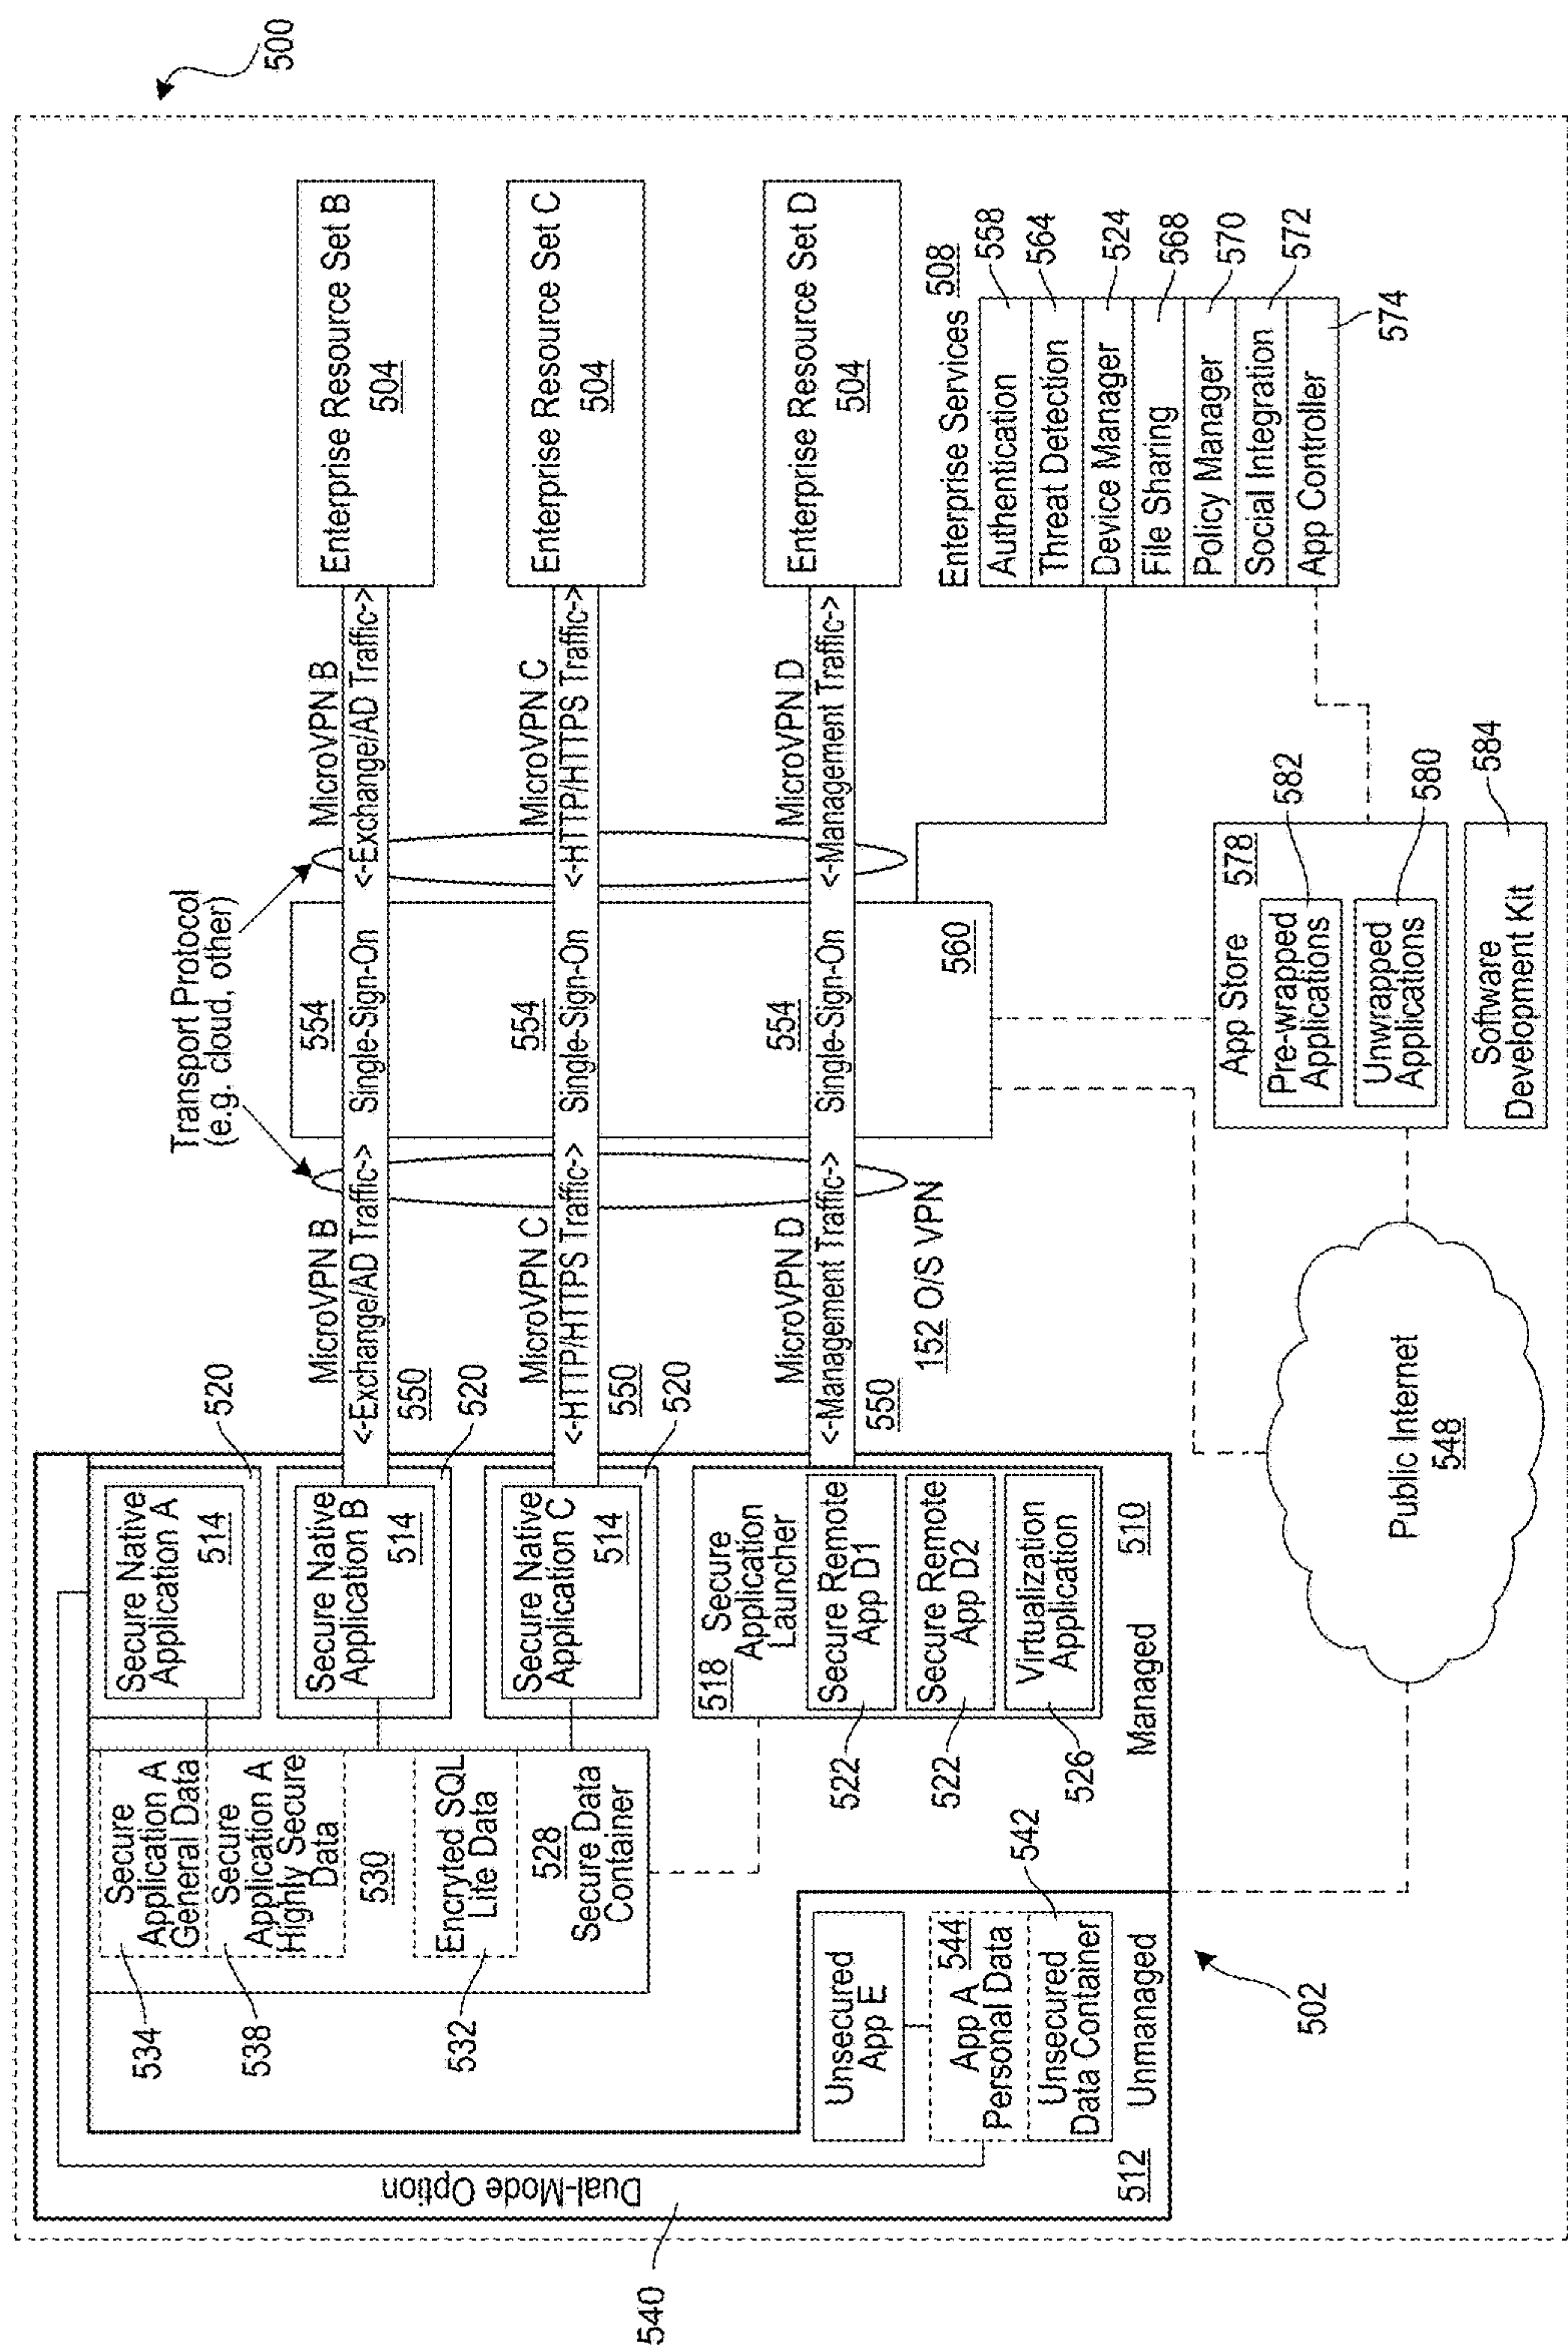 500
Transport Protocol
(e.g. cloud, other)
534
538
532
Secure
Application A
General Data
Secure
Application A
Highly Secure
Data
530
Encryted SQL
Lite Data
528
Secure Data
Container
Secure Native
Application A
514
520
Secure Native
Application B
514
520
Secure Native
Application C
514
520
518 Secure
Application
Launcher
Secure Remote
App D1
522
Secure Remote
App D2
522
Virtualization
Application
526
Managed
510
MicroVPN B
<-Exchange/AD Traffic->
550
554
Single-Sign-On
MicroVPN B
<-Exchange/AD Traffic->
Enterprise Resource Set B
504
MicroVPN C
<-HTTP/HTTPS Traffic->
550
554
Single-Sign-On
MicroVPN C
<-HTTP/HTTPS Traffic->
Enterprise Resource Set C
504
MicroVPN D
<-Management Traffic->
550
554
Single-Sign-On
MicroVPN D
<-Management Traffic->
Enterprise Resource Set D
504
152 O/S VPN
560
Enterprise Services 508
Authentication
558
Threat Detection
564
Device Manager
524
File Sharing
568
Policy Manager
570
Social Integration
572
App Controller
574
Dual-Mode Option
540
Unsecured
App E
App A 544
Personal Data
Unsecured
Data Container
542
512
Unmanaged
502
Public Internet
548
App Store 578
Pre-wrapped
Applications
582
Unwrapped
Applications
580
Software
Development Kit
584